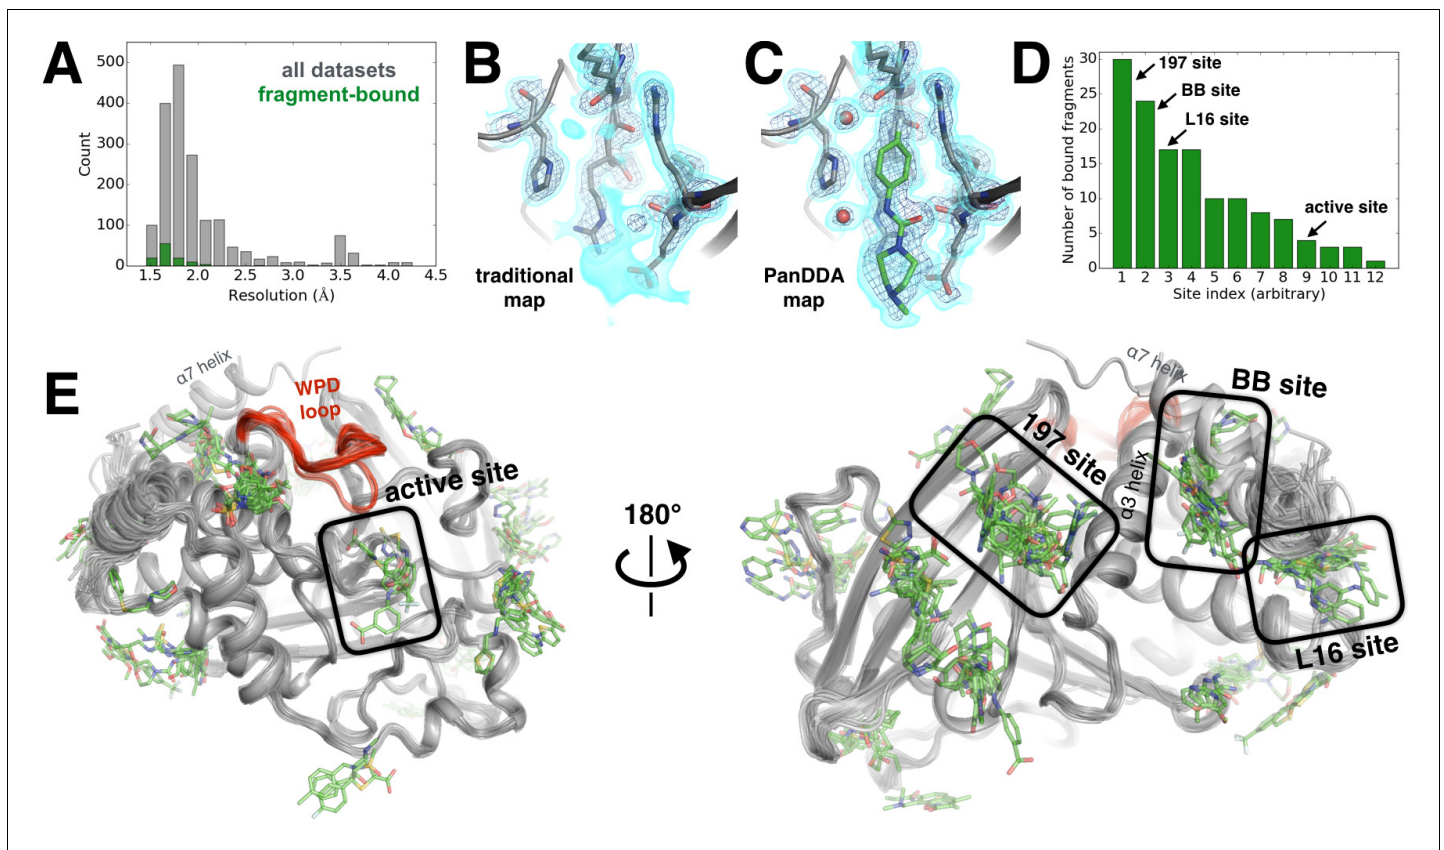 A
all datasets
fragment-bound
500
400
300
200
100
0
Count
1.5 2.0 2.5 3.0 3.5 4.0 4.5
Resolution (Å)
B
traditional
map
C
PanDDA
map
D
30
25
20
15
10
5
0
Number of bound fragments
197 site
BB site
L16 site
active site
1 2 3 4 5 6 7 8 9 10 11 12
Site index (arbitrary)
E
α7 helix
WPD
loop
active site
180°
α7 helix
BB site
197 site
α3 helix
L16 site